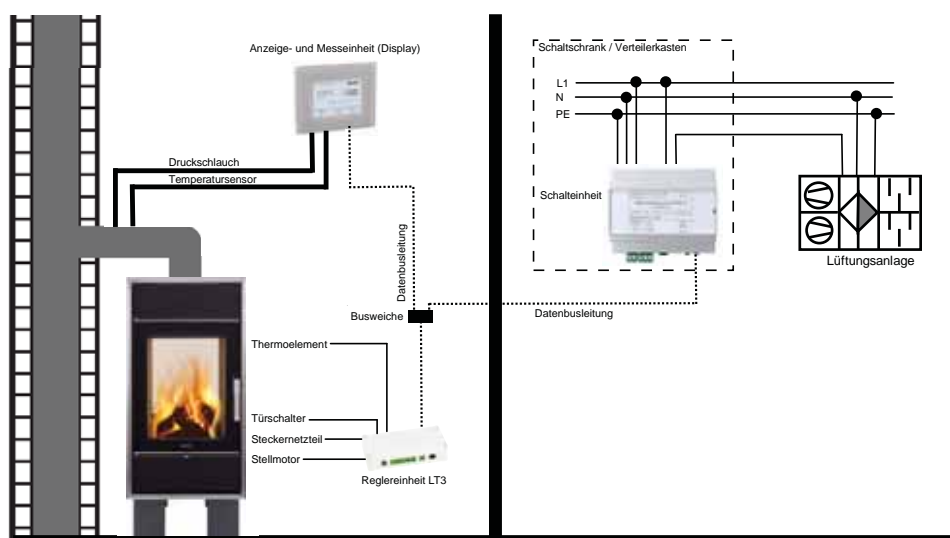 Anzeige- und Messeinheit (Display)
Druckschlauch
Temperatursensor
Datenbusleitung
Busweiche
Thermoelement
Türschalter
Steckernetzteil
Stellmotor
Reglereinheit LT3
Schaltschrank / Verteilerkasten
L1
N
PE
Schalteinheit
Lüftungsanlage
Datenbusleitung